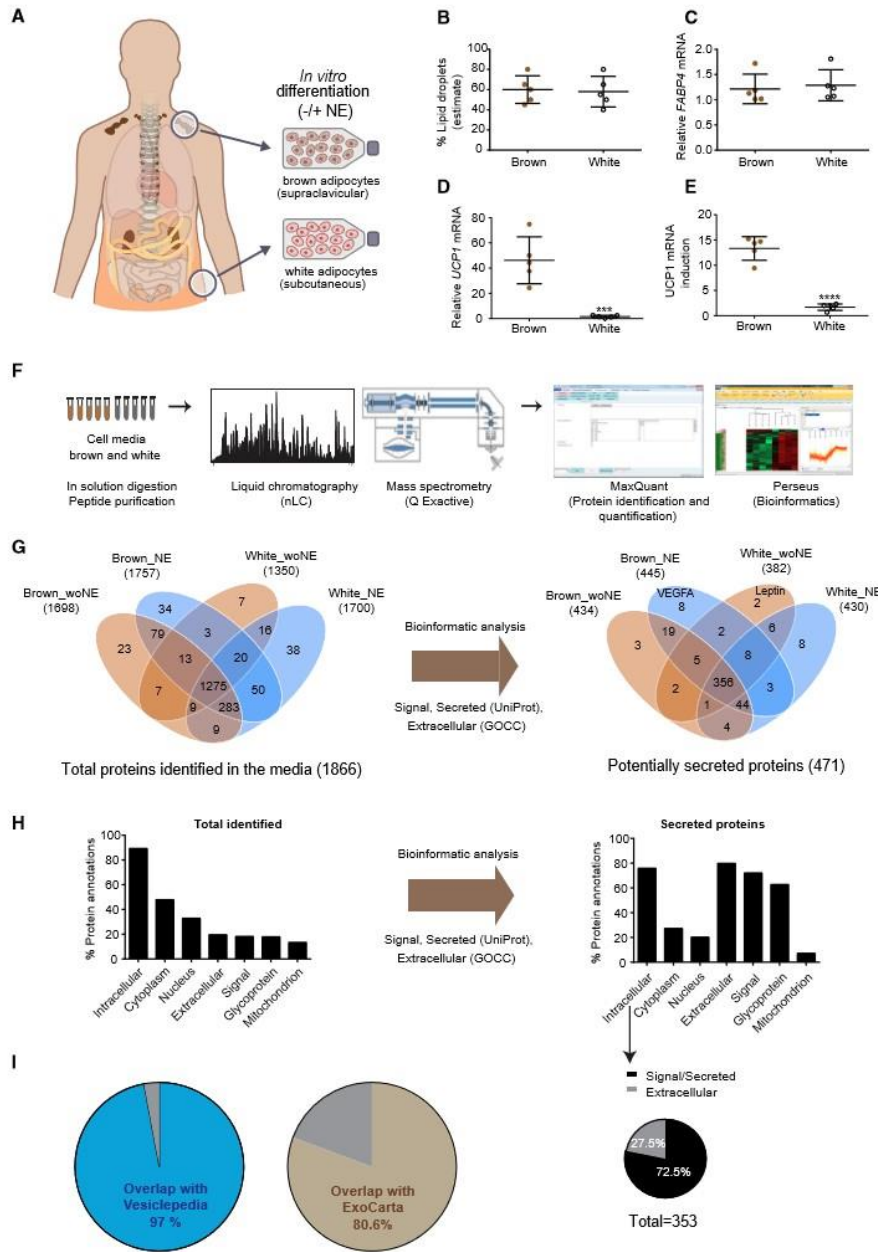 A
In vitro
differentiation
(-/+ NE)
brown adipocytes
(supraclavicular)
white adipocytes
(subcutaneous)
B
% Lipid droplets
(estimate)
100
80
60
40
20
0
Brown
White
C
Relative FABP4 mRNA
2.0
1.5
1.0
0.5
0.0
Brown
White
D
Relative UCP1 mRNA
80
60
40
20
0
***
Brown
White
E
UCP1 mRNA
induction
20
15
10
5
0
****
Brown
White
F
Cell media
brown and white
In solution digestion
Peptide purification
Liquid chromatography
(nLC)
Mass spectrometry
(Q Exactive)
MaxQuant
(Protein identification and
quantification)
Perseus
(Bioinformatics)
G
Brown_woNE
(1698)
Brown_NE
(1757)
White_woNE
(1350)
White_NE
(1700)
34
7
79
3
16
23
13
20
38
1275
7
50
9
283
9
Total proteins identified in the media (1866)
Bioinformatic analysis
Signal, Secreted (UniProt),
Extracellular (GOCC)
Brown_woNE
(434)
Brown_NE
(445)
White_woNE
(382)
White_NE
(430)
VEGFA
8
Leptin
2
19
2
6
3
5
8
8
356
2
3
1
44
4
Potentially secreted proteins (471)
H
Total identified
% Protein annotations
100
80
60
40
20
0
Intracellular
Cytoplasm
Nucleus
Extracellular
Signal
Glycoprotein
Mitochondrion
Bioinformatic analysis
Signal, Secreted (UniProt),
Extracellular (GOCC)
Secreted proteins
% Protein annotations
100
80
60
40
20
0
Intracellular
Cytoplasm
Nucleus
Extracellular
Signal
Glycoprotein
Mitochondrion
Signal/Secreted
Extracellular
27.5%
72.5%
Total=353
I
Overlap with
Vesiclepedia
97 %
Overlap with
ExoCarta
80.6%